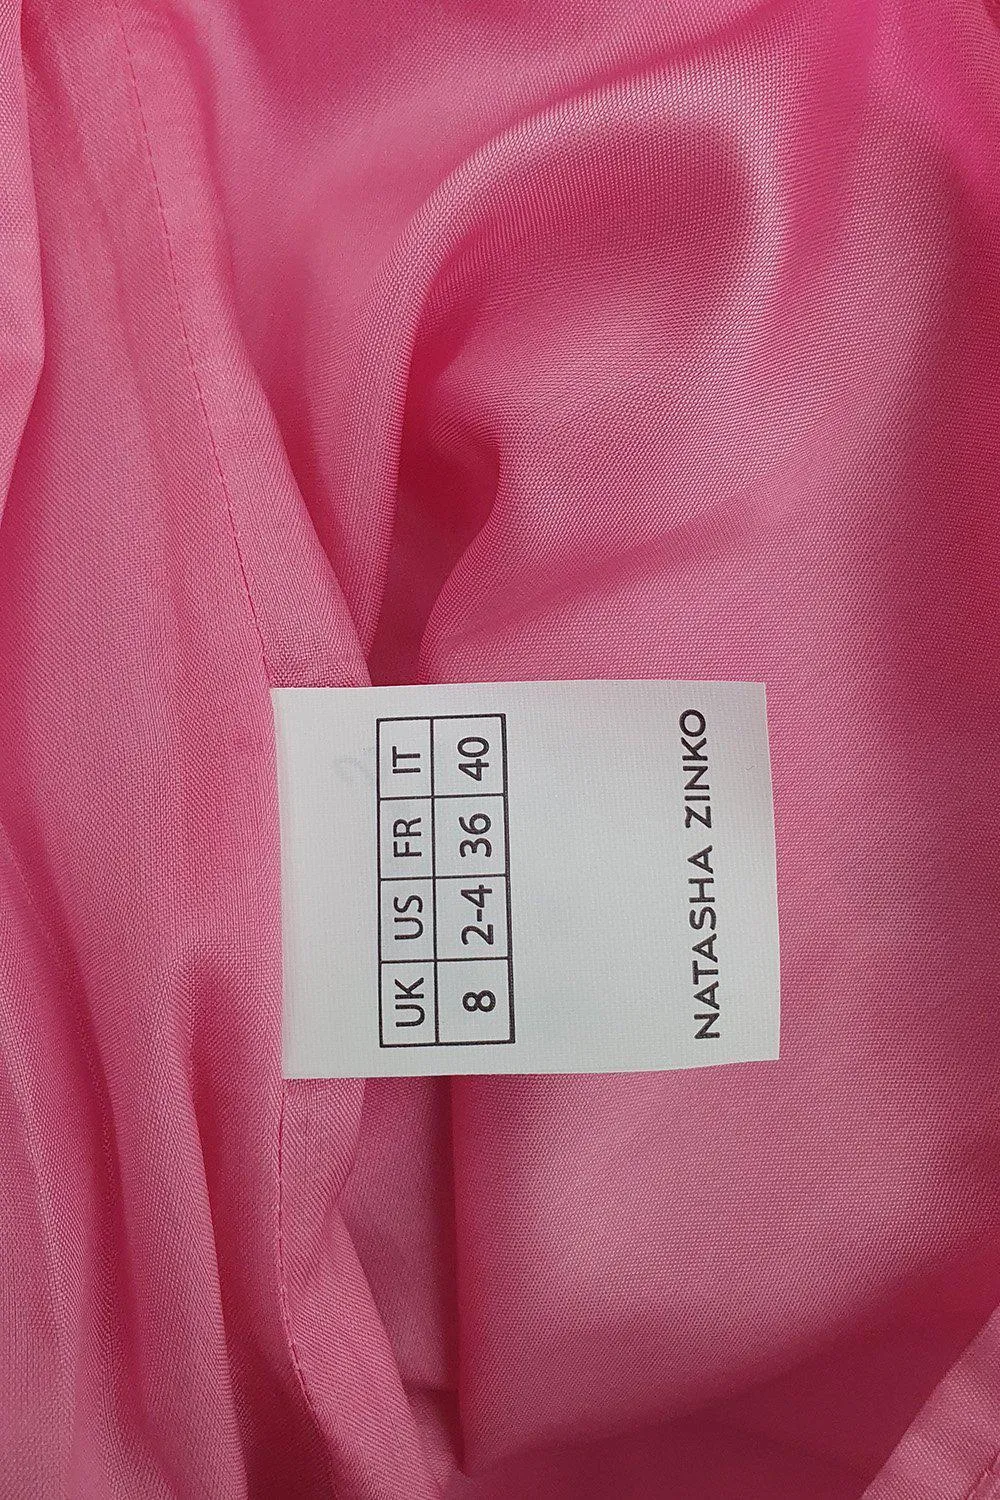 UK US FR IT
8 2-4 36 40
NATASHA ZINKO